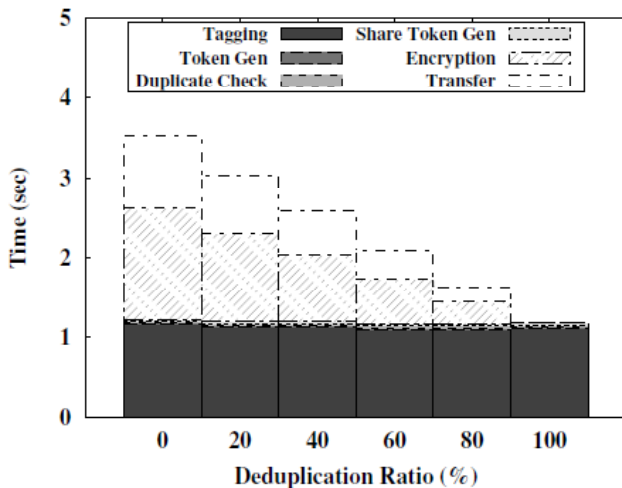 5
Tagging Share Token Gen
Token Gen Encryption
Duplicate Check Transfer
4
3
2
1
0
Time (sec)
0 20 40 60 80 100
Deduplication Ratio (%)